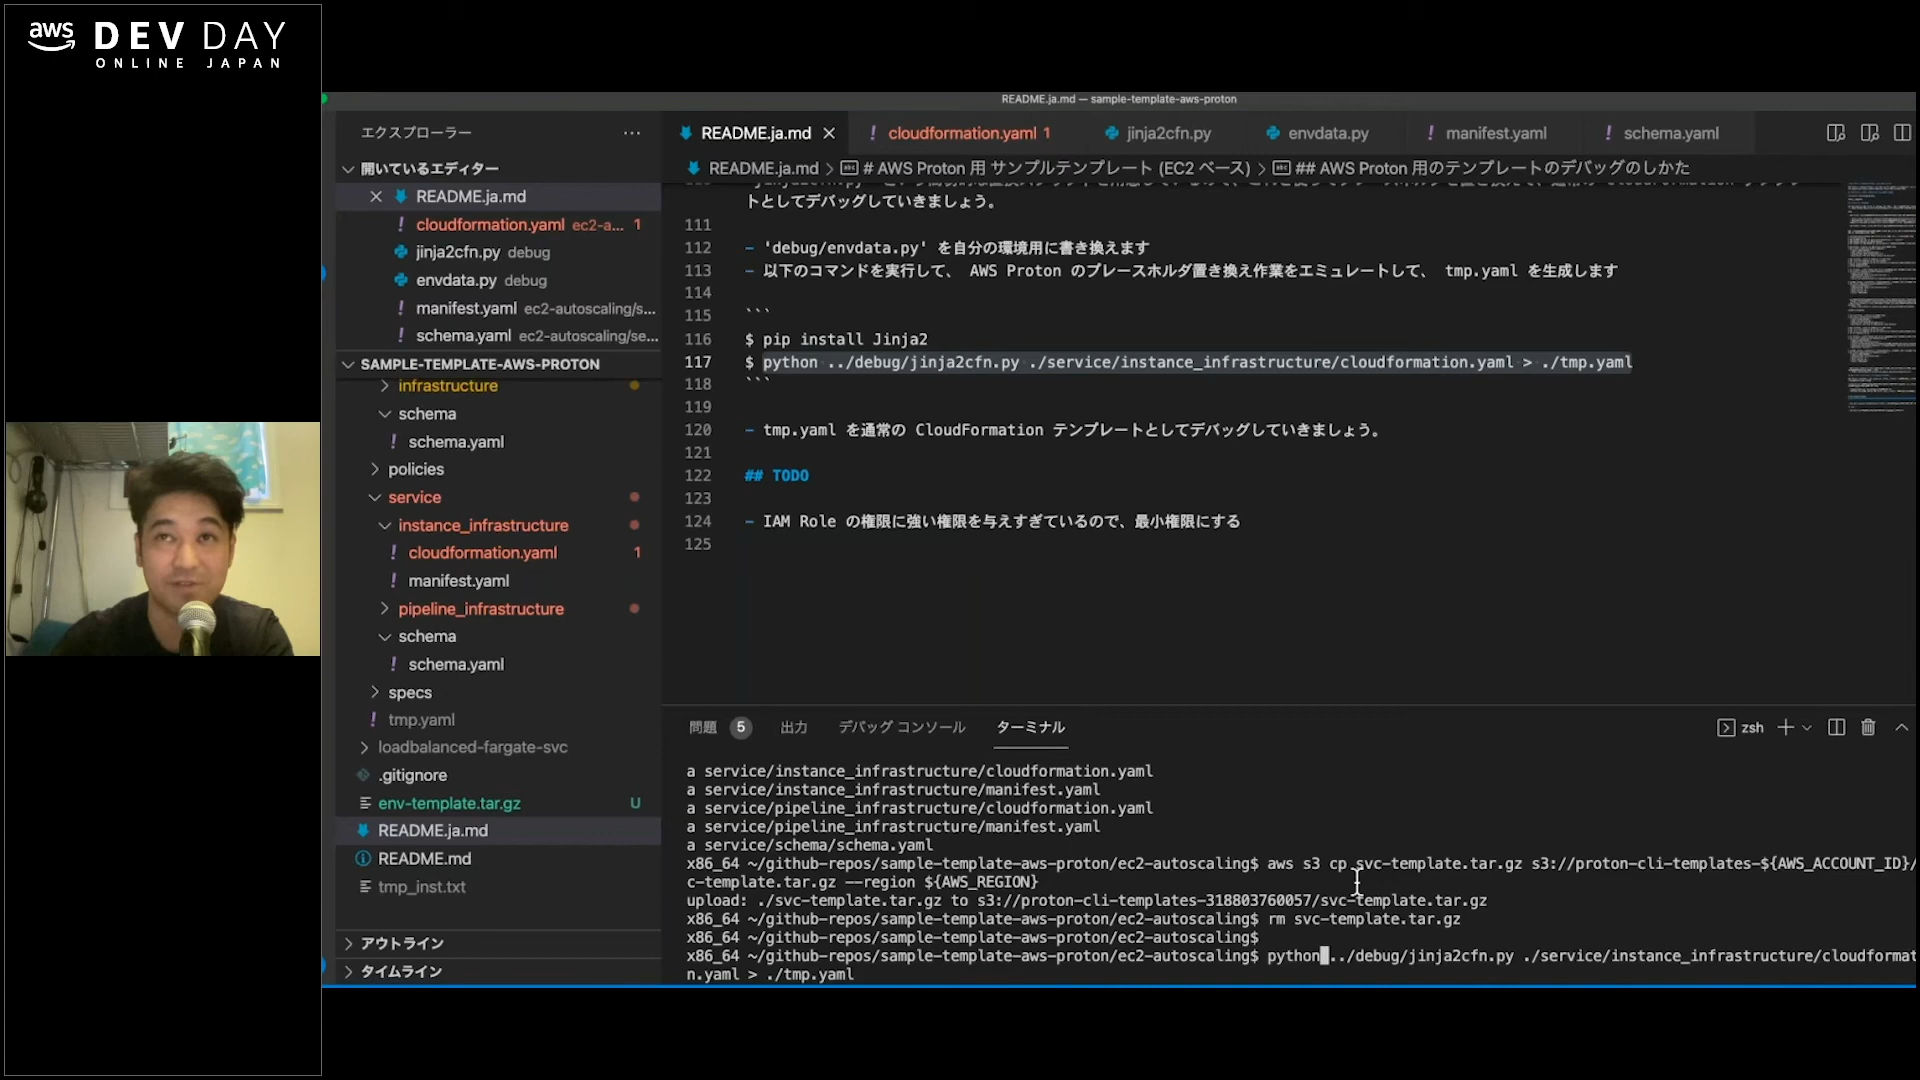 aws DEV DAY
ONLINE JAPAN
README.ja.md — sample-template-aws-proton
エクスプローラー
README.ja.md
cloudformation.yaml 1
jinja2cfn.py
envdata.py
manifest.yaml
schema.yaml
README.ja.md > # AWS Proton 用 サンプルテンプレート (EC2 ベース) > ## AWS Proton 用のテンプレートのデバッグのしかた
開いているエディター
README.ja.md
cloudformation.yaml ec2-a... 1
jinja2cfn.py debug
envdata.py debug
manifest.yaml ec2-autoscaling/s...
schema.yaml ec2-autoscaling/se...
SAMPLE-TEMPLATE-AWS-PROTON
infrastructure
schema
schema.yaml
policies
service
instance_infrastructure
cloudformation.yaml 1
manifest.yaml
pipeline_infrastructure
schema
schema.yaml
specs
tmp.yaml
loadbalanced-fargate-svc
.gitignore
env-template.tar.gz U
README.ja.md
README.md
tmp_inst.txt
アウトライン
タイムライン
トとしてデバッグしていきましょう。
111
112 - 'debug/envdata.py' を自分の環境用に書き換えます
113 - 以下のコマンドを実行して、 AWS Proton のプレースホルダ置き換え作業をエミュレートして、 tmp.yaml を生成します
114
115 ```
116 $ pip install Jinja2
117 $ python ../debug/jinja2cfn.py ./service/instance_infrastructure/cloudformation.yaml > ./tmp.yaml
118 ```
119
120 - tmp.yaml を通常の CloudFormation テンプレートとしてデバッグしていきましょう。
121
122 ## TODO
123
124 - IAM Role の権限に強い権限を与えすぎているので、最小権限にする
125
問題 5 出力 デバッグ コンソール ターミナル
zsh
a service/instance_infrastructure/cloudformation.yaml
a service/instance_infrastructure/manifest.yaml
a service/pipeline_infrastructure/cloudformation.yaml
a service/pipeline_infrastructure/manifest.yaml
a service/schema/schema.yaml
x86_64 ~/github-repos/sample-template-aws-proton/ec2-autoscaling$ aws s3 cp svc-template.tar.gz s3://proton-cli-templates-${AWS_ACCOUNT_ID}/
c-template.tar.gz --region ${AWS_REGION}
upload: ./svc-template.tar.gz to s3://proton-cli-templates-318803760057/svc-template.tar.gz
x86_64 ~/github-repos/sample-template-aws-proton/ec2-autoscaling$ rm svc-template.tar.gz
x86_64 ~/github-repos/sample-template-aws-proton/ec2-autoscaling$
x86_64 ~/github-repos/sample-template-aws-proton/ec2-autoscaling$ python ../debug/jinja2cfn.py ./service/instance_infrastructure/cloudformat
n.yaml > ./tmp.yaml